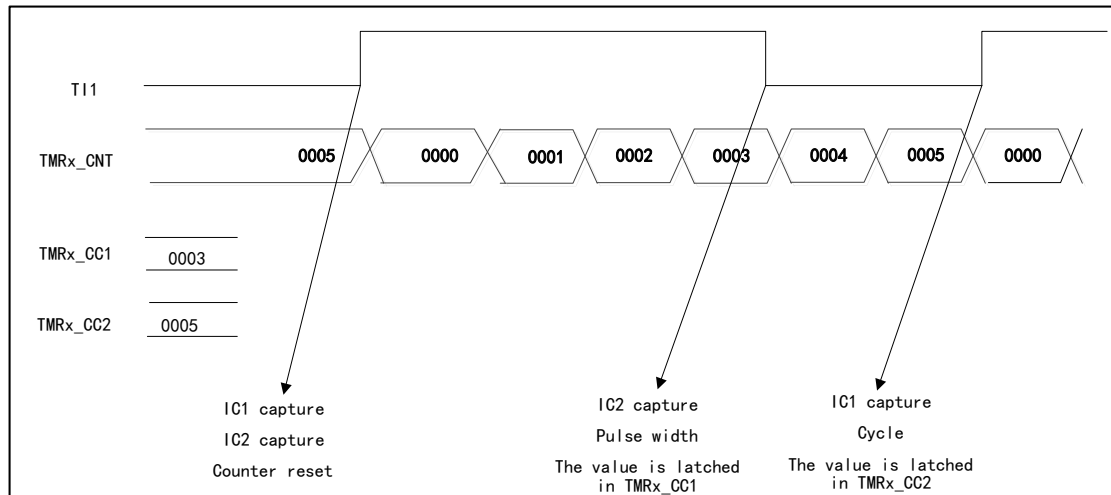 TI1
TMRx_CNT
0005 0000 0001 0002 0003 0004 0005 0000
TMRx_CC1
0003
TMRx_CC2
0005
IC1 capture
IC2 capture
Counter reset
IC2 capture
Pulse width
The value is latched
in TMRx_CC1
IC1 capture
Cycle
The value is latched
in TMRx_CC2